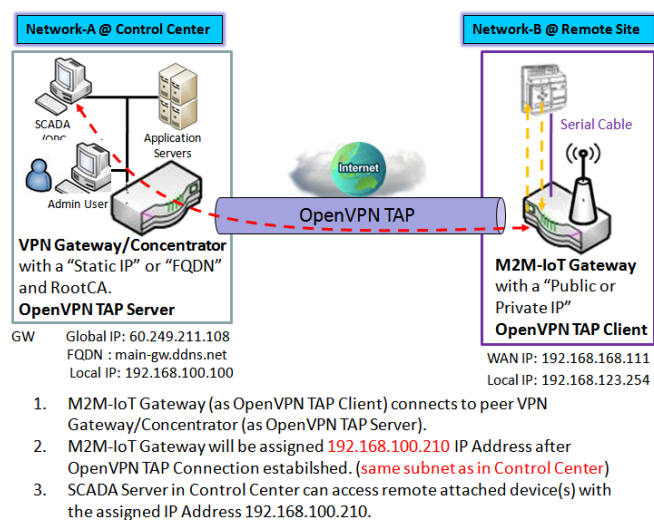 Network-A @ Control Center
Network-B @ Remote Site
SCADA
Application
Servers
Admin User
Serial Cable
Internet
OpenVPN TAP
VPN Gateway/Concentrator
with a “Static IP” or “FQDN”
and RootCA.
OpenVPN TAP Server
M2M-IoT Gateway
with a “Public or
Private IP”
OpenVPN TAP Client
GW Global IP: 60.249.211.108
FQDN : main-gw.ddns.net
Local IP: 192.168.100.100
WAN IP: 192.168.168.111
Local IP: 192.168.123.254
1. M2M-IoT Gateway (as OpenVPN TAP Client) connects to peer VPN
Gateway/Concentrator (as OpenVPN TAP Server).
2. M2M-IoT Gateway will be assigned 192.168.100.210 IP Address after
OpenVPN TAP Connection estabilshed. (same subnet as in Control Center)
3. SCADA Server in Control Center can access remote attached device(s) with
the assigned IP Address 192.168.100.210.